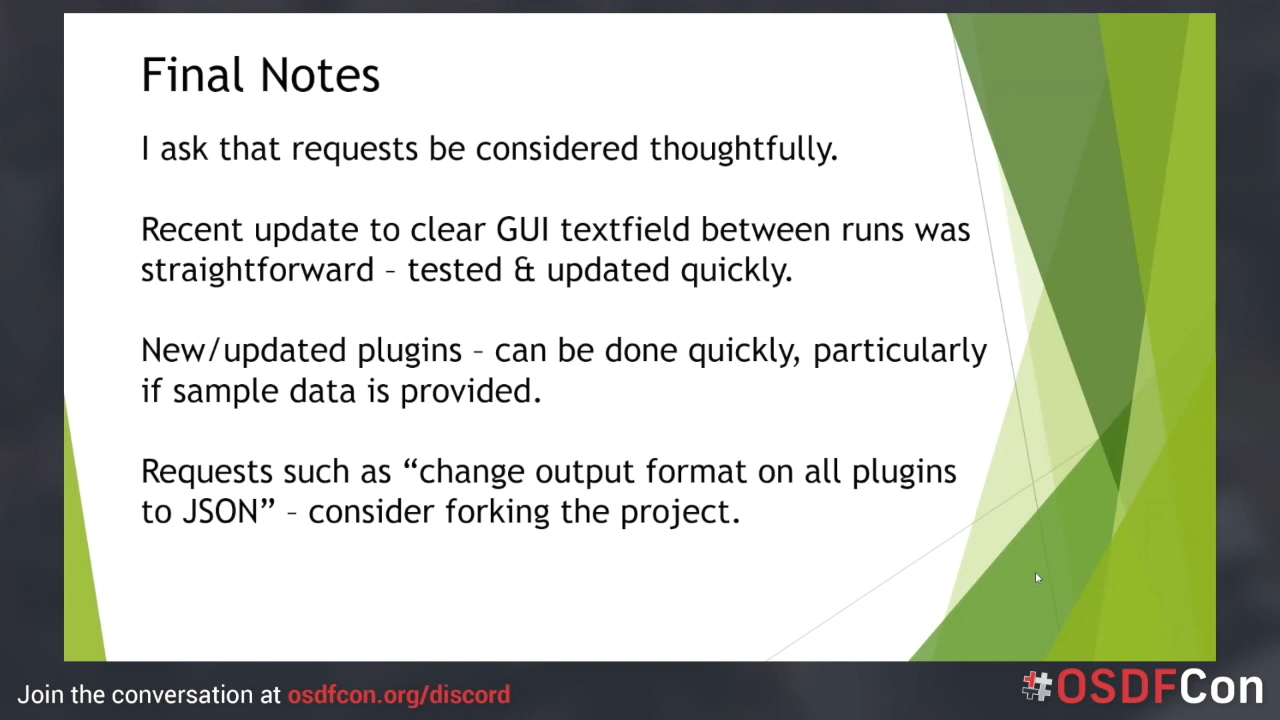 Final Notes
I ask that requests be considered thoughtfully.
Recent update to clear GUI textfield between runs was
straightforward – tested & updated quickly.
New/updated plugins – can be done quickly, particularly
if sample data is provided.
Requests such as “change output format on all plugins
to JSON” – consider forking the project.
Join the conversation at osdfcon.org/discord
#OSDFCon